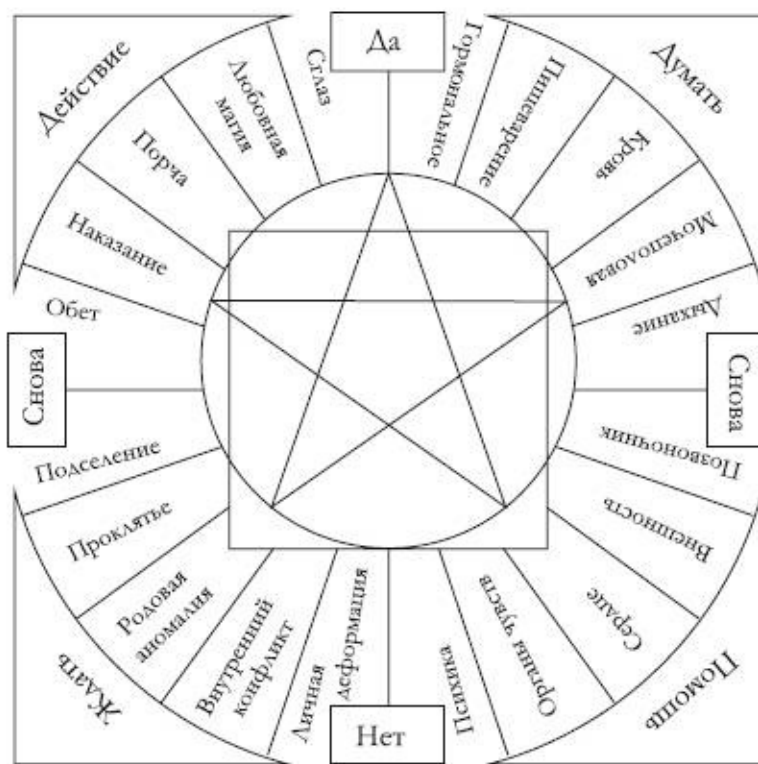 Да
Гормональное
Пищеварение
Кровь
Мочеполовая
Дыхание
Думать
Снова
Позвоночник
Внешность
Сердце
Органы чувств
Психика
Помощь
Нет
Личная
деформация
Внутренний
конфликт
Родовая
аномалия
Проклятье
Подселение
Ждать
Снова
Обет
Наказание
Порча
Любовная
магия
Сглаз
Действие